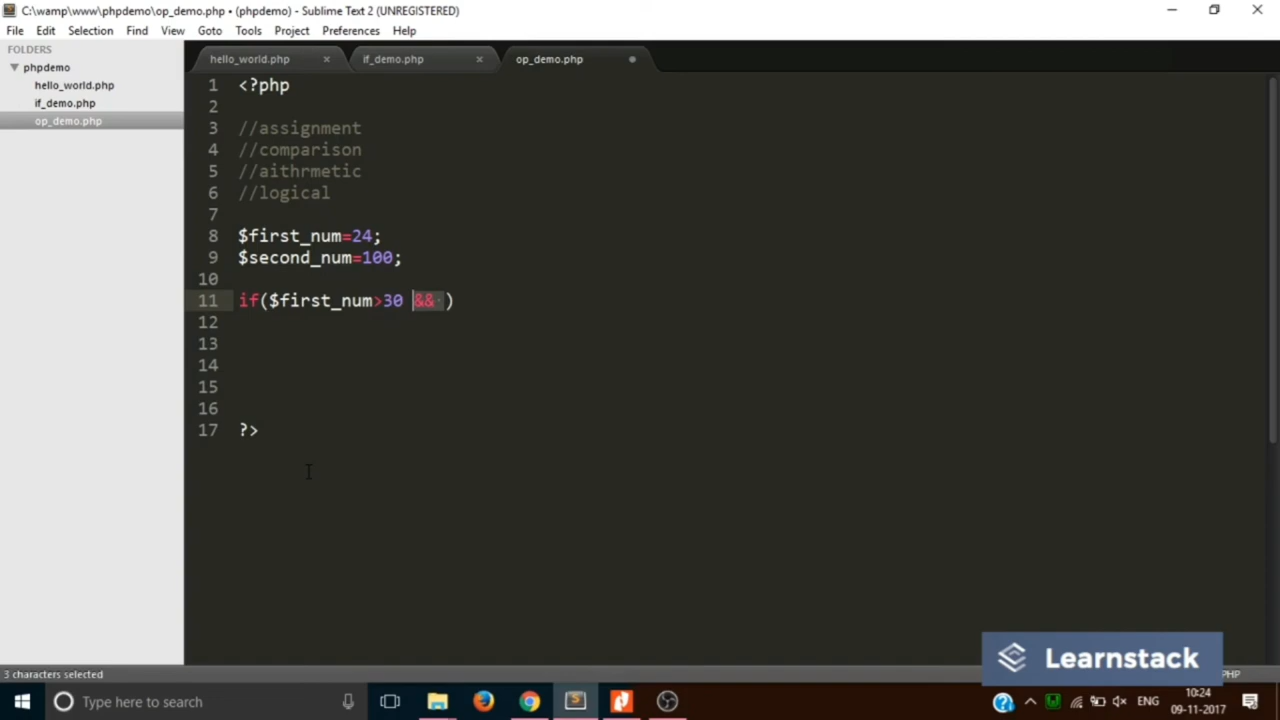 C:\wamp\www\phpdemo\op_demo.php • (phpdemo) - Sublime Text 2 (UNREGISTERED)
File Edit Selection Find View Goto Tools Project Preferences Help
FOLDERS
phpdemo
hello_world.php
if_demo.php
op_demo.php
hello_world.php × if_demo.php × op_demo.php
1 <?php
2
3 //assignment
4 //comparison
5 //aithrmetic
6 //logical
7
8 $first_num=24;
9 $second_num=100;
10
11 if($first_num>30 && )
12
13
14
15
16
17 ?>
Learnstack
3 characters selected
PHP
Type here to search
ENG
10:24
09-11-2017